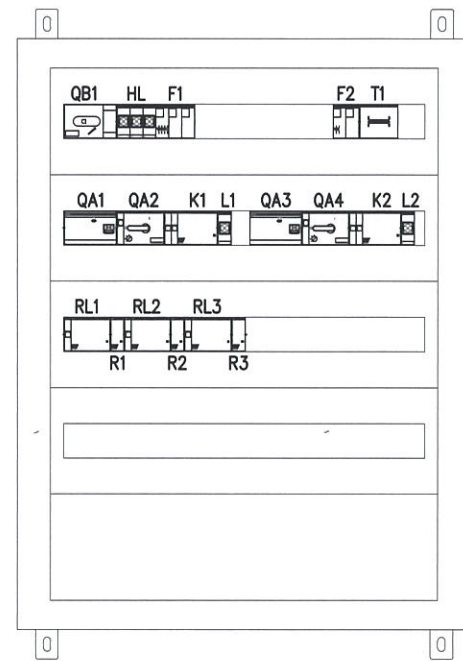 QB1 HL F1 F2 T1
QA1 QA2 K1 L1 QA3 QA4 K2 L2
RL1 RL2 RL3
R1 R2 R3